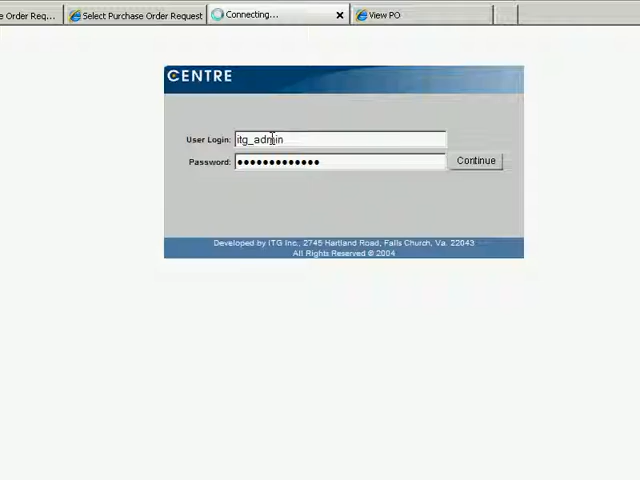 e Order Req...
Select Purchase Order Request
Connecting...
View PO
CENTRE
User Login: itg_admin
Password: •••••••••••••
Continue
Developed by ITG Inc., 2745 Hartland Road, Falls Church, Va. 22043
All Rights Reserved © 2004